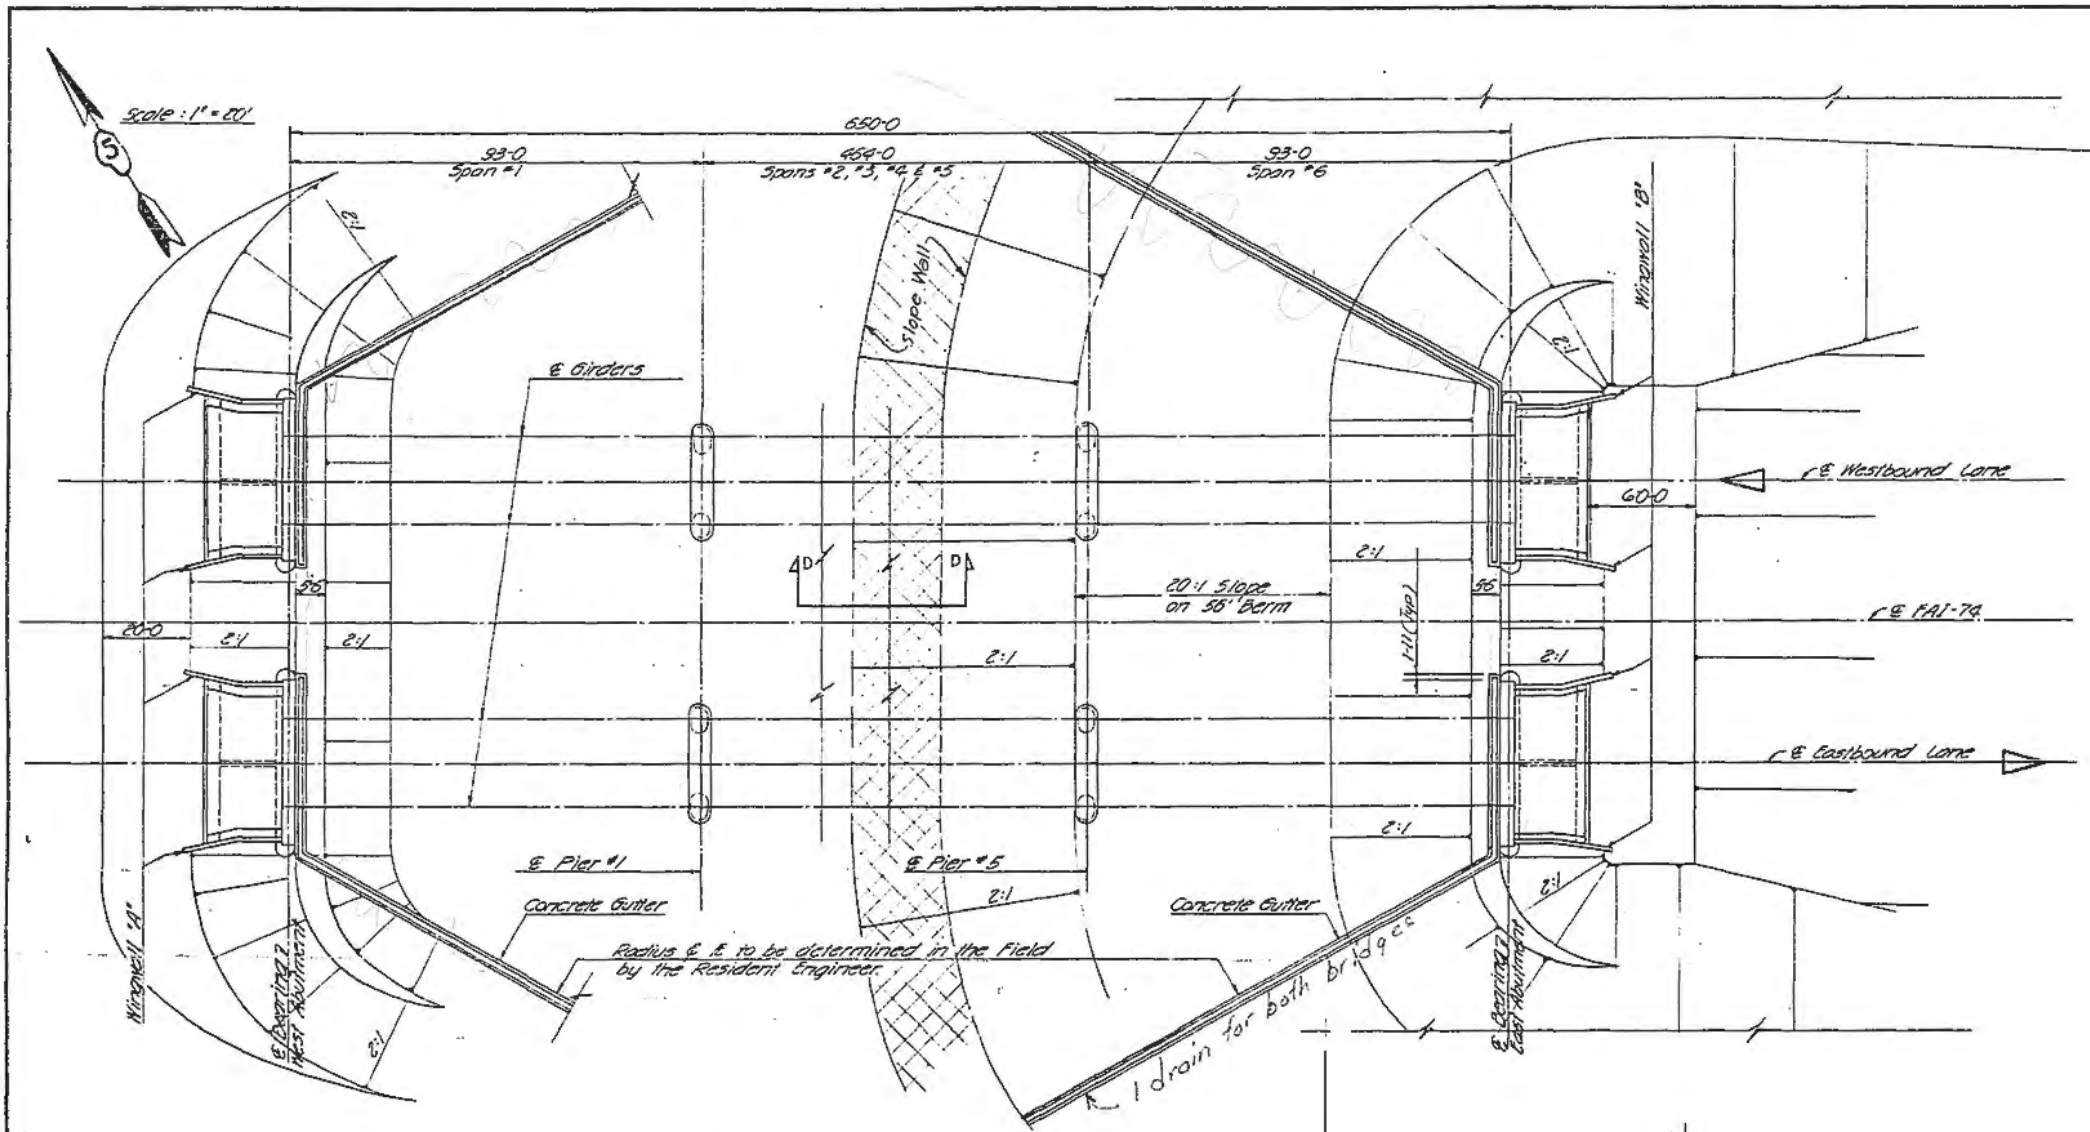 Scale: 1" = 20'
5
650-0
93-0
Span #1
464-0
Spans #2, #3, #4 & #5
93-0
Span #6
1:2
Slope Wall
2:1
Wingwall "B"
℄ Girders
℄ Westbound Lane
60-0
D
D
56
2:1
56
20:1 Slope
on 56' Berm
1-11 (Typ)
℄ FAI-74
20-0
2:1
2:1
2:1
2:1
℄ Eastbound Lane
2:1
℄ Pier #1
℄ Pier #5
2:1
2:1
Concrete Gutter
Concrete Gutter
Radius & E to be determined in the Field
by the Resident Engineer.
Wingwall "A"
℄ Bearing
West Abutment
2:1
1 drain for both bridges
℄ Bearing
East Abutment